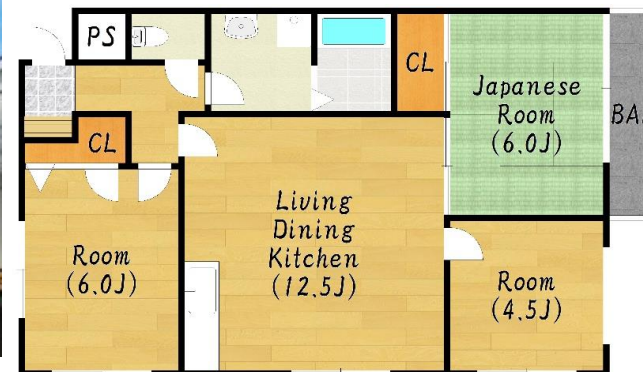 PS
CL
Japanese
Room
(6.0J)
CL
Living
Dining
Kitchen
(12.5J)
Room
(6.0J)
Room
(4.5J)